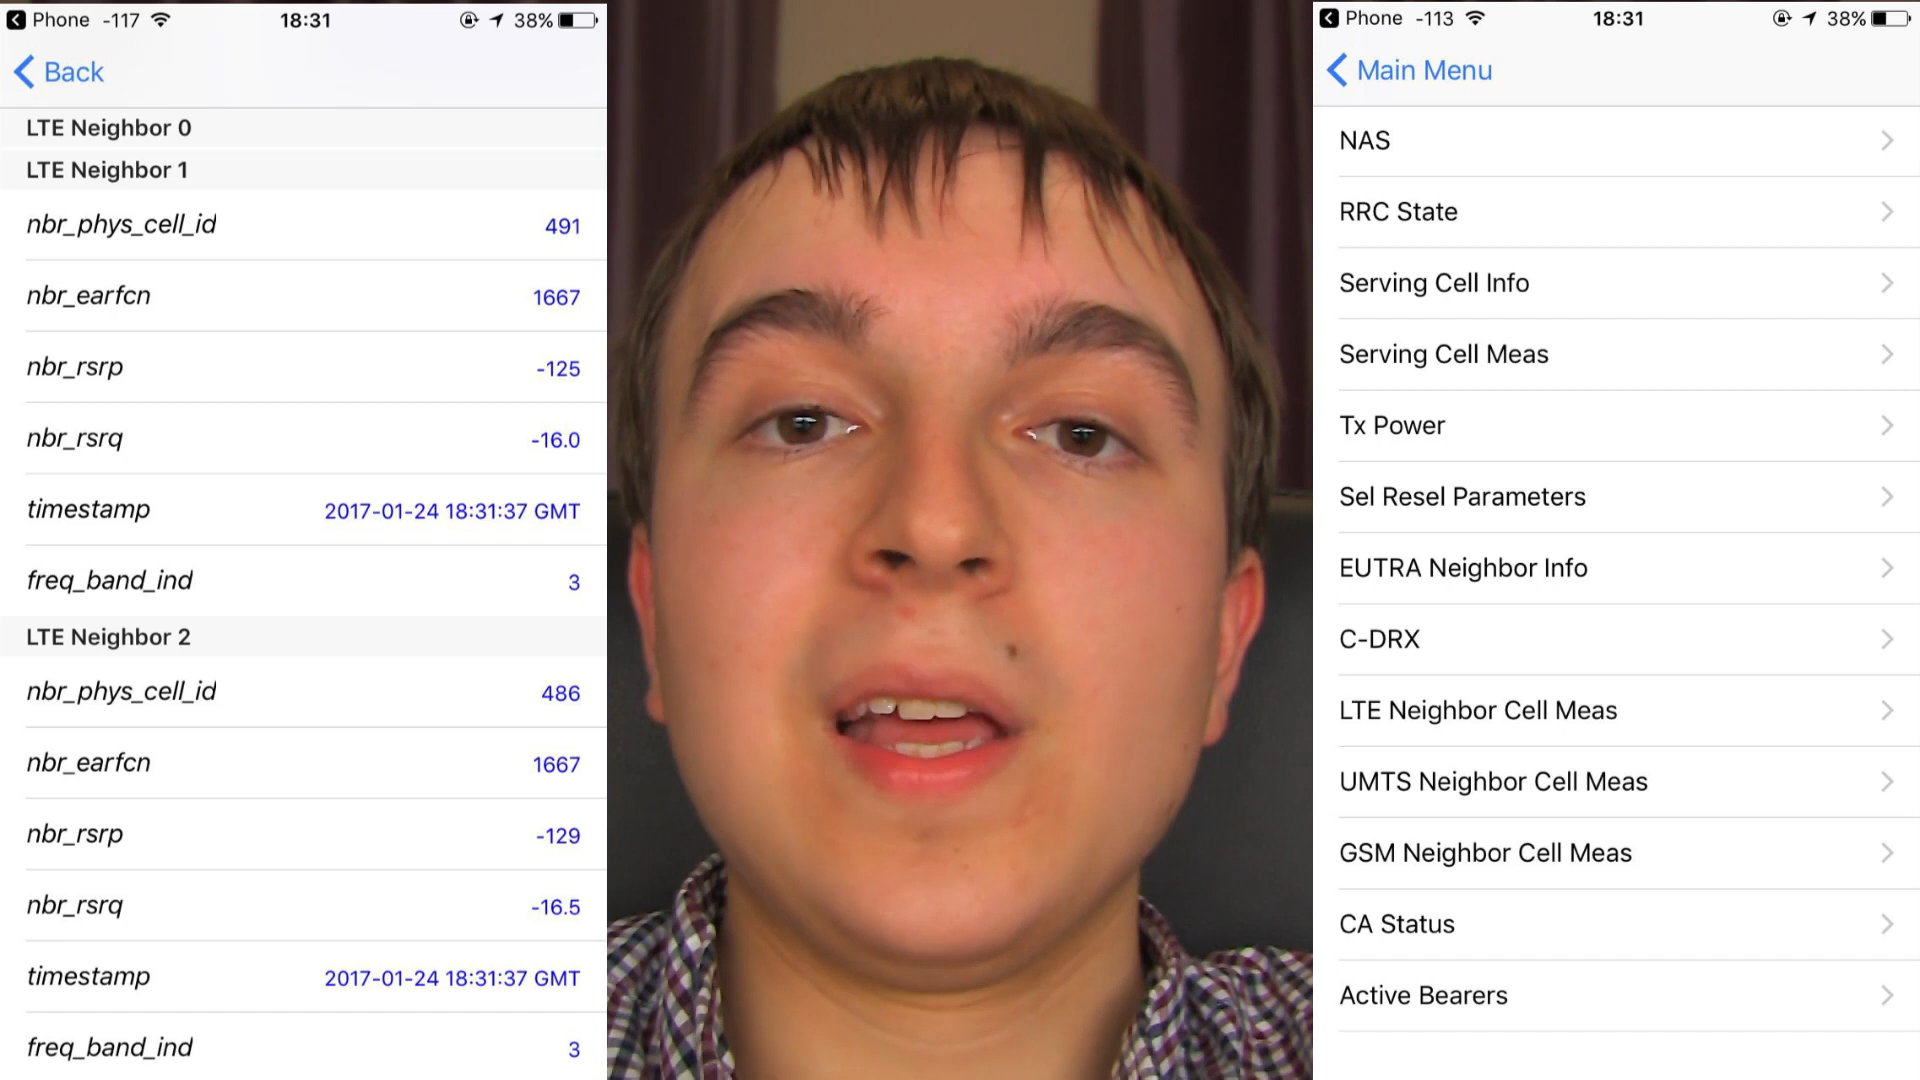 Phone -117 18:31 38%
Back
LTE Neighbor 0
LTE Neighbor 1
nbr_phys_cell_id 491
nbr_earfcn 1667
nbr_rsrp -125
nbr_rsrq -16.0
timestamp 2017-01-24 18:31:37 GMT
freq_band_ind 3
LTE Neighbor 2
nbr_phys_cell_id 486
nbr_earfcn 1667
nbr_rsrp -129
nbr_rsrq -16.5
timestamp 2017-01-24 18:31:37 GMT
freq_band_ind 3
Phone -113 18:31 38%
Main Menu
NAS
RRC State
Serving Cell Info
Serving Cell Meas
Tx Power
Sel Resel Parameters
EUTRA Neighbor Info
C-DRX
LTE Neighbor Cell Meas
UMTS Neighbor Cell Meas
GSM Neighbor Cell Meas
CA Status
Active Bearers